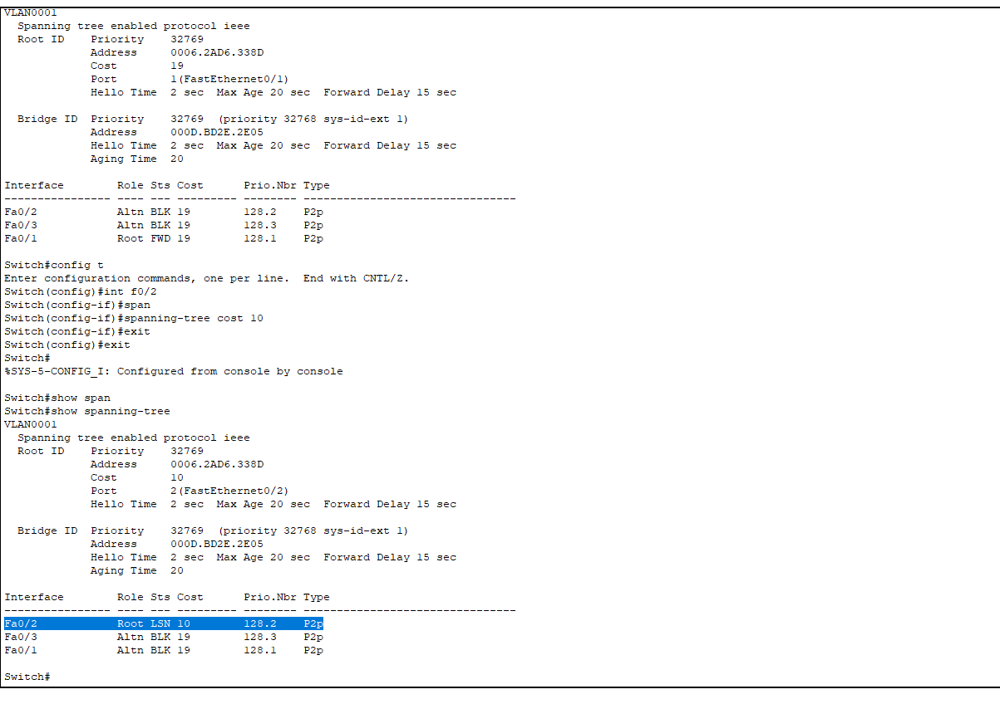 VLAN0001
  Spanning tree enabled protocol ieee
  Root ID    Priority    32769
             Address     0006.2AD6.338D
             Cost        19
             Port        1(FastEthernet0/1)
             Hello Time  2 sec  Max Age 20 sec  Forward Delay 15 sec

  Bridge ID  Priority    32769  (priority 32768 sys-id-ext 1)
             Address     000D.BD2E.2E05
             Hello Time  2 sec  Max Age 20 sec  Forward Delay 15 sec
             Aging Time  20

Interface        Role Sts Cost      Prio.Nbr Type
---------------- ---- --- --------- -------- --------------------------------
Fa0/2            Altn BLK 19        128.2    P2p
Fa0/3            Altn BLK 19        128.3    P2p
Fa0/1            Root FWD 19        128.1    P2p

Switch#config t
Enter configuration commands, one per line.  End with CNTL/Z.
Switch(config)#int f0/2
Switch(config-if)#span
Switch(config-if)#spanning-tree cost 10
Switch(config-if)#exit
Switch(config)#exit
Switch#
%SYS-5-CONFIG_I: Configured from console by console

Switch#show span
Switch#show spanning-tree
VLAN0001
  Spanning tree enabled protocol ieee
  Root ID    Priority    32769
             Address     0006.2AD6.338D
             Cost        10
             Port        2(FastEthernet0/2)
             Hello Time  2 sec  Max Age 20 sec  Forward Delay 15 sec

  Bridge ID  Priority    32769  (priority 32768 sys-id-ext 1)
             Address     000D.BD2E.2E05
             Hello Time  2 sec  Max Age 20 sec  Forward Delay 15 sec
             Aging Time  20

Interface        Role Sts Cost      Prio.Nbr Type
---------------- ---- --- --------- -------- --------------------------------
Fa0/2            Root LSN 10        128.2    P2p
Fa0/3            Altn BLK 19        128.3    P2p
Fa0/1            Altn BLK 19        128.1    P2p

Switch#